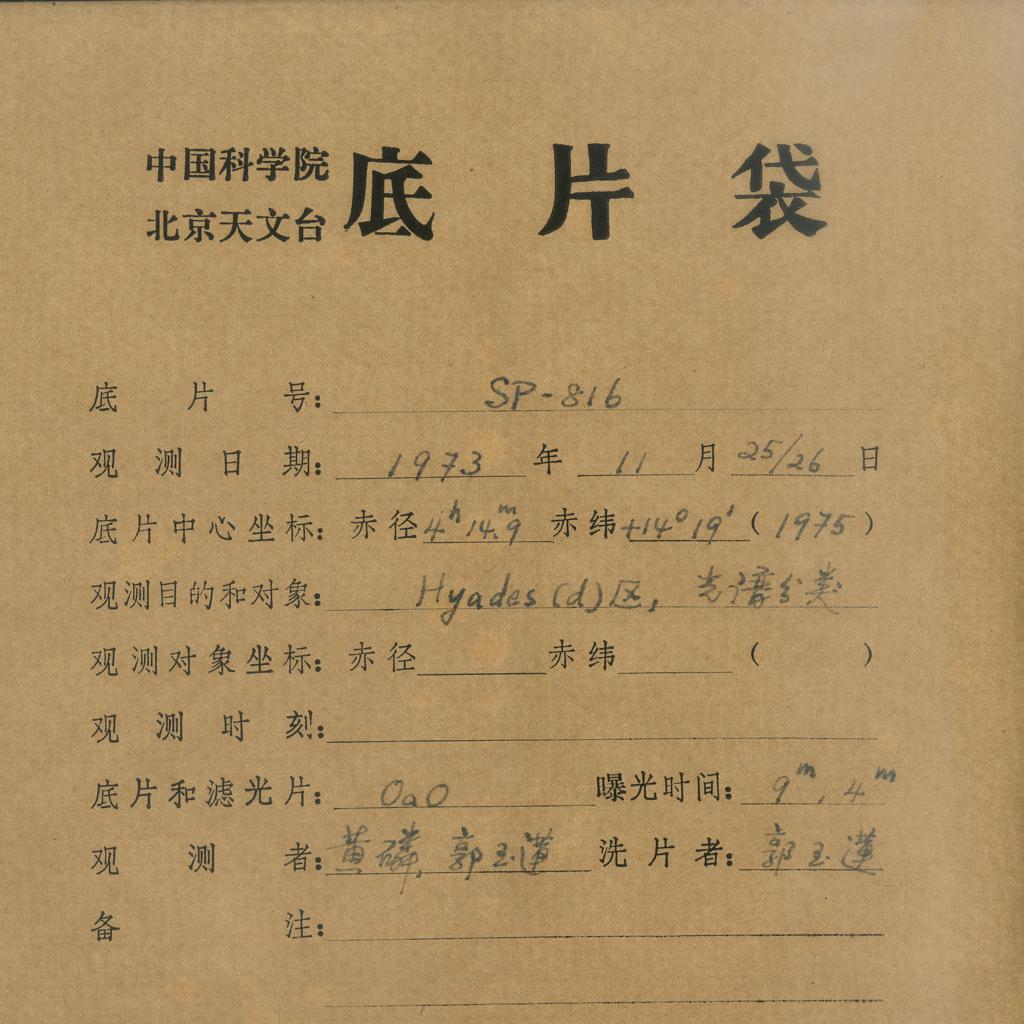 中国科学院
北京天文台
底片袋
底片号: SP-816
观测日期: 1973 年 11 月 25/26 日
底片中心坐标: 赤径 4h 14m.9 赤纬 +14° 19′ (1975)
观测目的和对象: Hyades (d)区, 光谱分类
观测对象坐标: 赤径 赤纬 ( )
观测时刻:
底片和滤光片: OaO 曝光时间: 9m, 4m
观测者: 黄磷, 郭玉莲 洗片者: 郭玉莲
备注: